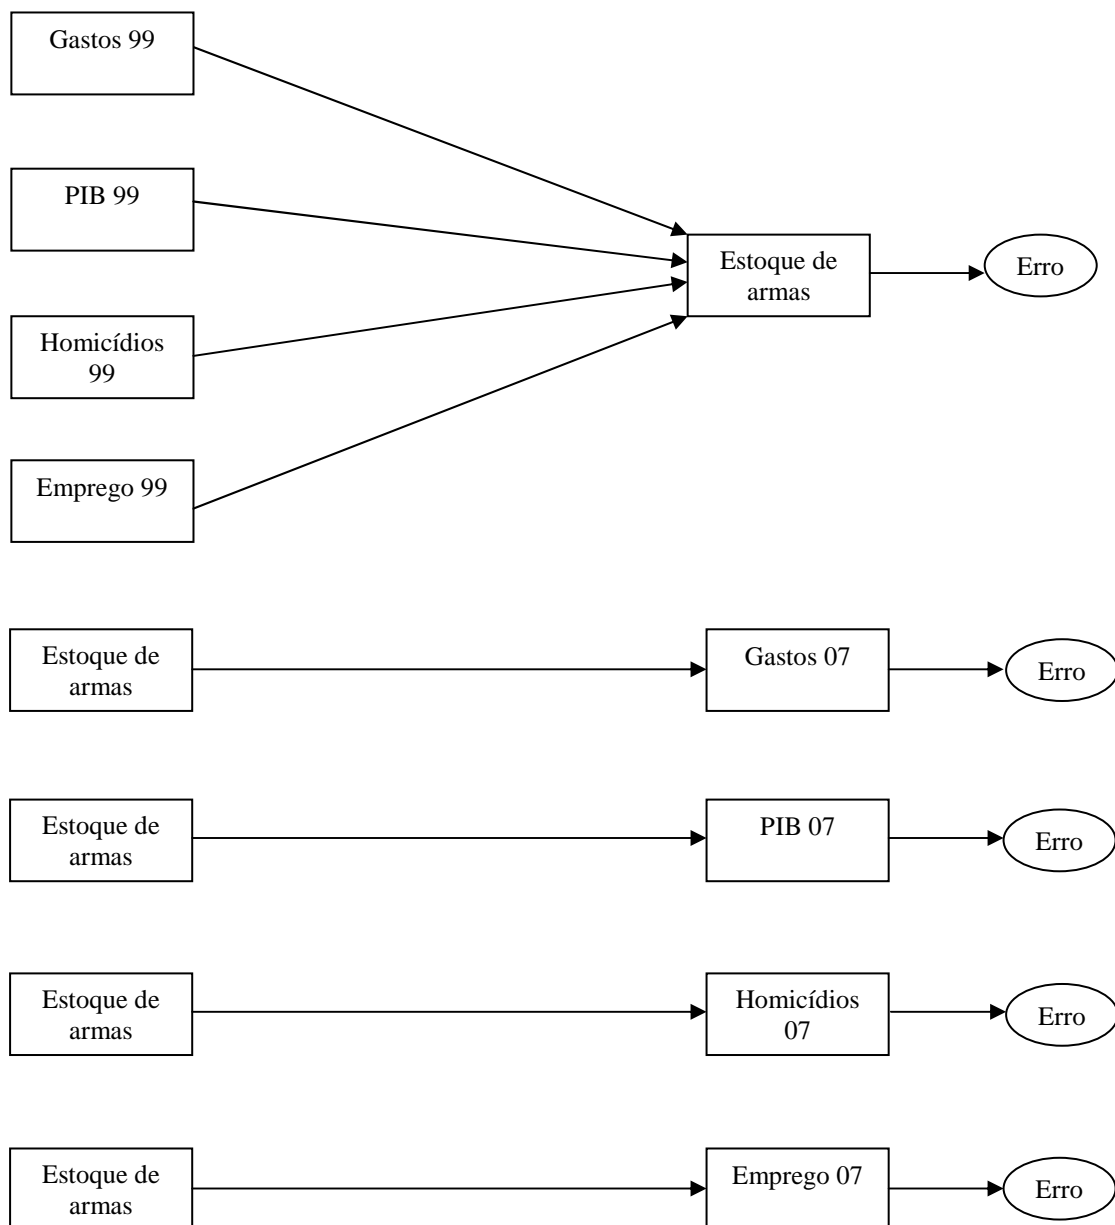 Gastos 99
PIB 99
Estoque de
armas
Erro
Homicídios
99
Emprego 99
Estoque de
armas
Gastos 07
Erro
Estoque de
armas
PIB 07
Erro
Estoque de
armas
Homicídios
07
Erro
Estoque de
armas
Emprego 07
Erro